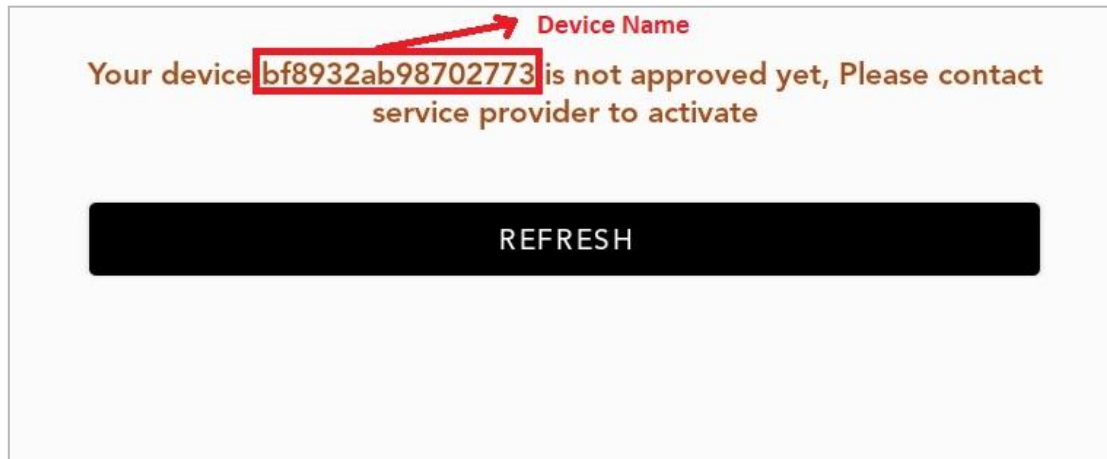 Device Name
Your device bf8932ab98702773 is not approved yet, Please contact
service provider to activate
REFRESH